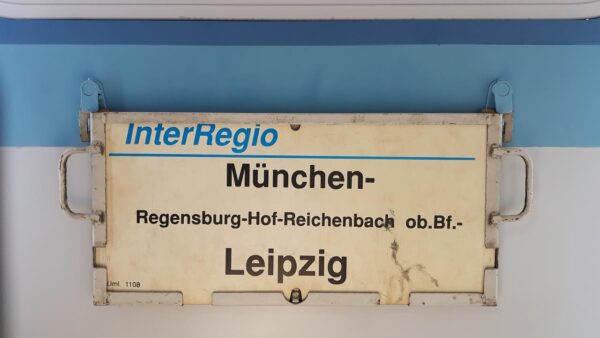 InterRegio
München-
Regensburg-Hof-Reichenbach ob.Bf.-
Leipzig
Uml. 1108